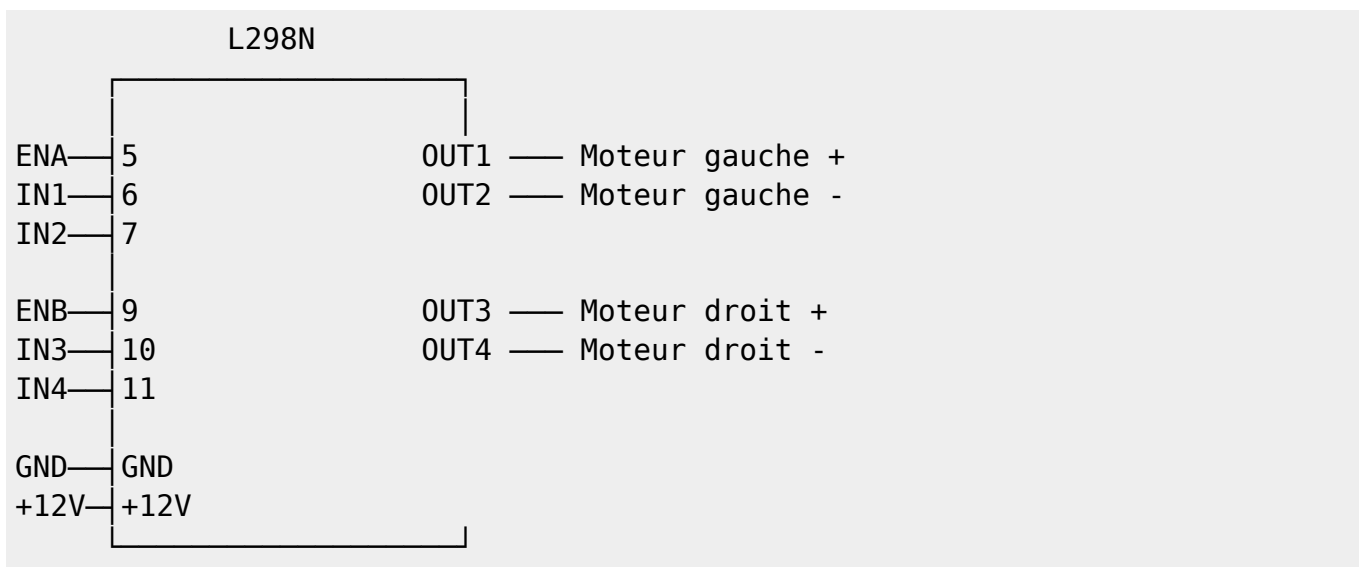 L298N
ENA 5 OUT1 —— Moteur gauche +
IN1 6 OUT2 —— Moteur gauche -
IN2 7
ENB 9 OUT3 —— Moteur droit +
IN3 10 OUT4 —— Moteur droit -
IN4 11
GND GND
+12V +12V